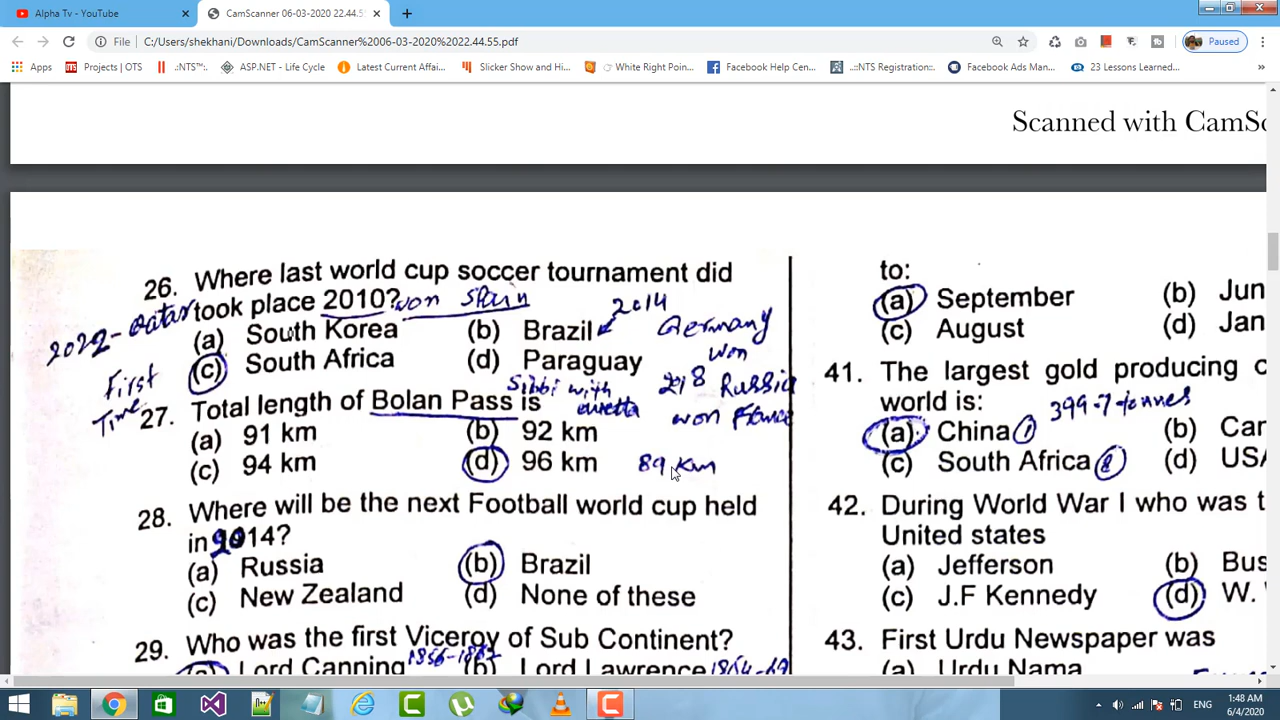 Alpha Tv - YouTube
CamScanner 06-03-2020 22.44.5
File C:/Users/shekhani/Downloads/CamScanner%2006-03-2020%2022.44.55.pdf
Paused
Apps
Projects | OTS
..:NTS™:.
ASP.NET - Life Cycle
Latest Current Affai...
Slicker Show and Hi...
White Right Poin...
Facebook Help Cen...
..::NTS Registration:..
Facebook Ads Man...
23 Lessons Learned...
Scanned with CamSc
26. Where last world cup soccer tournament did
took place 2010? won Spain
2022-Qatar
First
Time
(a) South Korea (b) Brazil
2014
Germany
won
(c) South Africa (d) Paraguay
2018 Russia
won France
27. Total length of Bolan Pass is
Sibbi with
quetta
(a) 91 km (b) 92 km
(c) 94 km (d) 96 km 89 km
28. Where will be the next Football world cup held
in 2014?
(a) Russia (b) Brazil
(c) New Zealand (d) None of these
29. Who was the first Viceroy of Sub Continent?
Lord Canning 1856-1862 (b) Lord Lawrence 1864-69
to:
(a) September (b) Jun
(c) August (d) Jan
41. The largest gold producing c
world is: 399.7 tonnes
(a) China 1 (b) Car
(c) South Africa 2 (d) USA
42. During World War I who was t
United states
(a) Jefferson (b) Bus
(c) J.F Kennedy (d) W.
43. First Urdu Newspaper was
(a) Urdu Nama
ENG
1:48 AM
6/4/2020